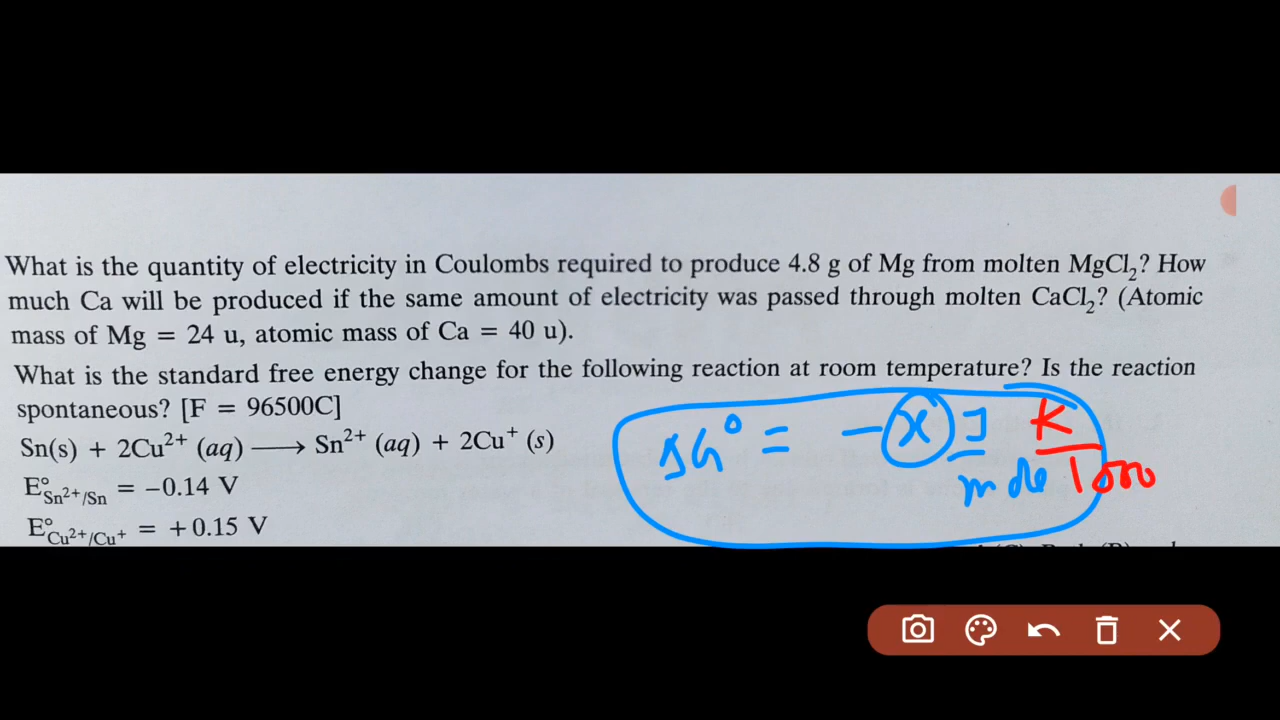 What is the quantity of electricity in Coulombs required to produce 4.8 g of Mg from molten MgCl₂? How
much Ca will be produced if the same amount of electricity was passed through molten CaCl₂? (Atomic
mass of Mg = 24 u, atomic mass of Ca = 40 u).
What is the standard free energy change for the following reaction at room temperature? Is the reaction
spontaneous? [F = 96500C]
Sn(s) + 2Cu²⁺ (aq) ⟶ Sn²⁺ (aq) + 2Cu⁺ (s)
E°Sn²⁺/Sn = −0.14 V
E°Cu²⁺/Cu⁺ = +0.15 V
ΔG° = −x J/mole K/1000